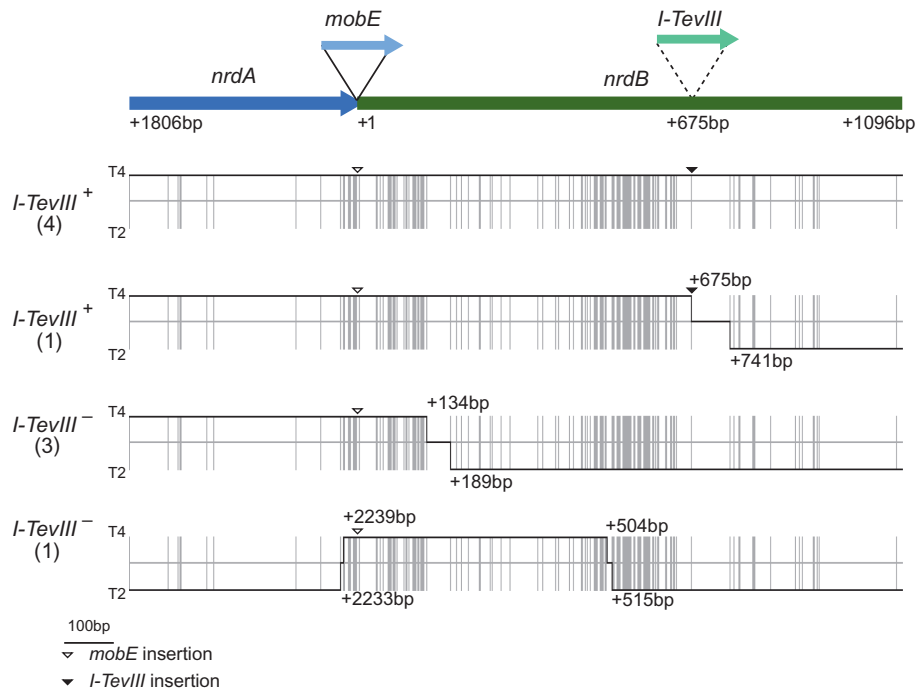 mobE
I-TevIII
nrdA
nrdB
+1806bp
+1
+675bp
+1096bp
T4
I-TevIII +
(4)
T2
+675bp
T4
I-TevIII +
(1)
T2
+741bp
T4
+134bp
I-TevIII −
(3)
T2
+189bp
+2239bp
+504bp
T4
I-TevIII −
(1)
T2
+2233bp
+515bp
100bp
mobE insertion
I-TevIII insertion